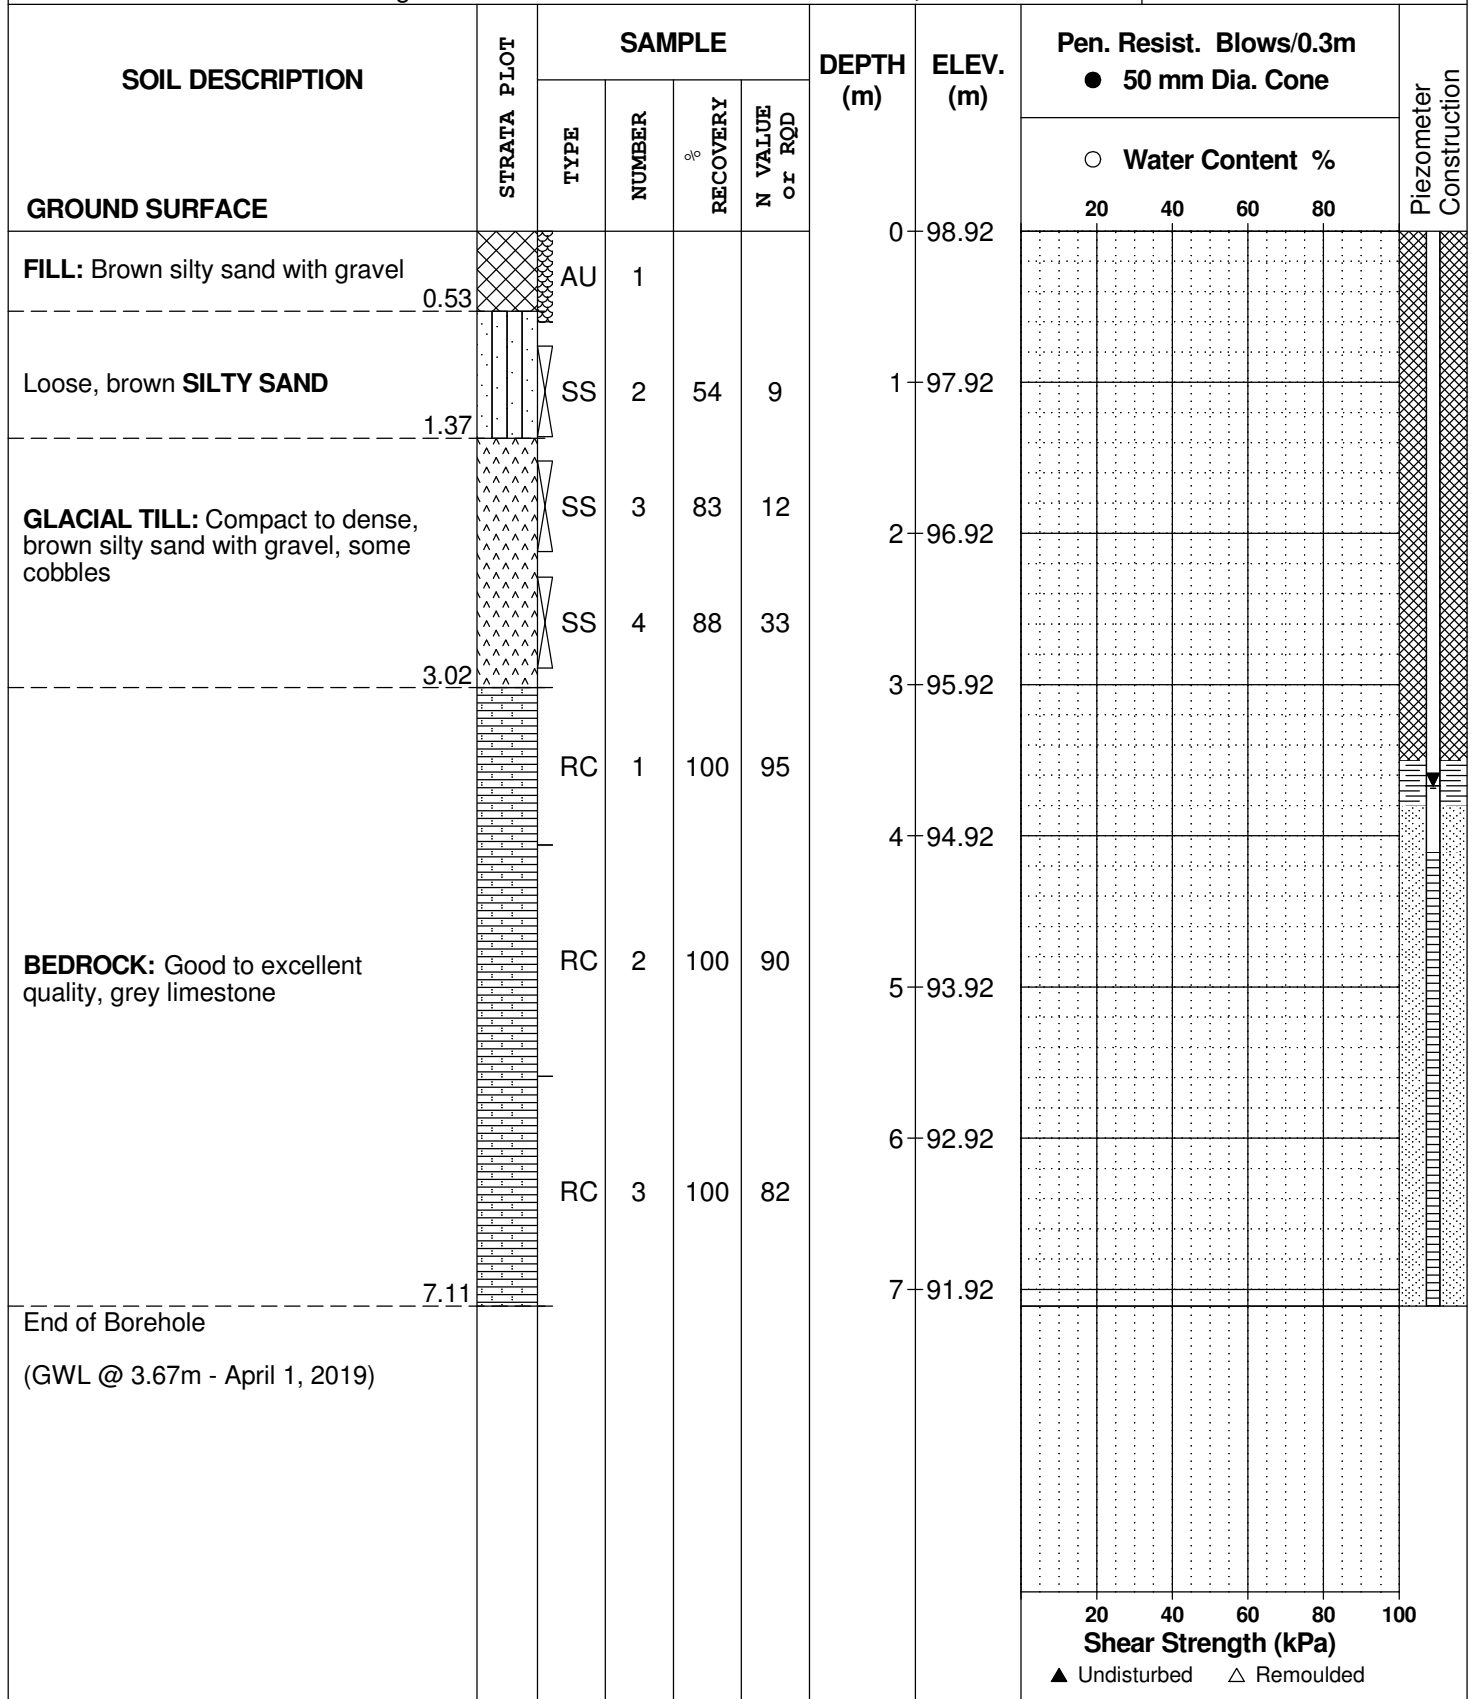 SOIL DESCRIPTION
GROUND SURFACE
STRATA PLOT
SAMPLE
TYPE
NUMBER
% RECOVERY
N VALUE or RQD
DEPTH (m)
ELEV. (m)
Pen. Resist. Blows/0.3m
● 50 mm Dia. Cone
○ Water Content %
20 40 60 80
Piezometer Construction
0 98.92
FILL: Brown silty sand with gravel
0.53
AU 1
Loose, brown SILTY SAND
1.37
SS 2 54 9
1 97.92
GLACIAL TILL: Compact to dense,
brown silty sand with gravel, some
cobbles
3.02
SS 3 83 12
2 96.92
SS 4 88 33
3 95.92
RC 1 100 95
4 94.92
BEDROCK: Good to excellent
quality, grey limestone
RC 2 100 90
5 93.92
6 92.92
RC 3 100 82
7.11
7 91.92
End of Borehole
(GWL @ 3.67m - April 1, 2019)
20 40 60 80 100
Shear Strength (kPa)
▲ Undisturbed △ Remoulded